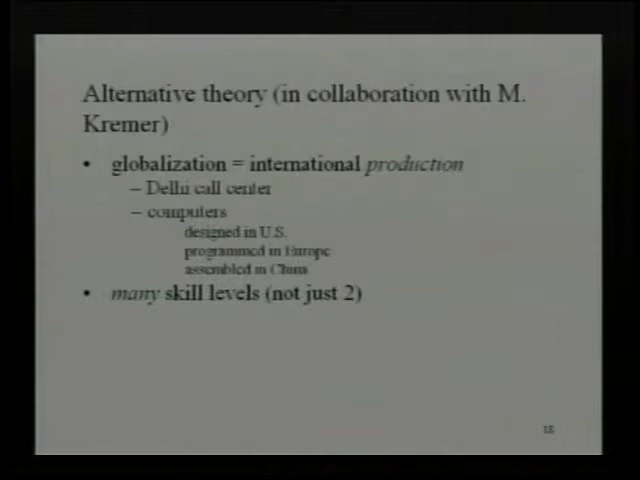 Alternative theory (in collaboration with M.
Kremer)
• globalization = international production
– Delhi call center
– computers
designed in U.S.
programmed in Europe
assembled in China
• many skill levels (not just 2)
18